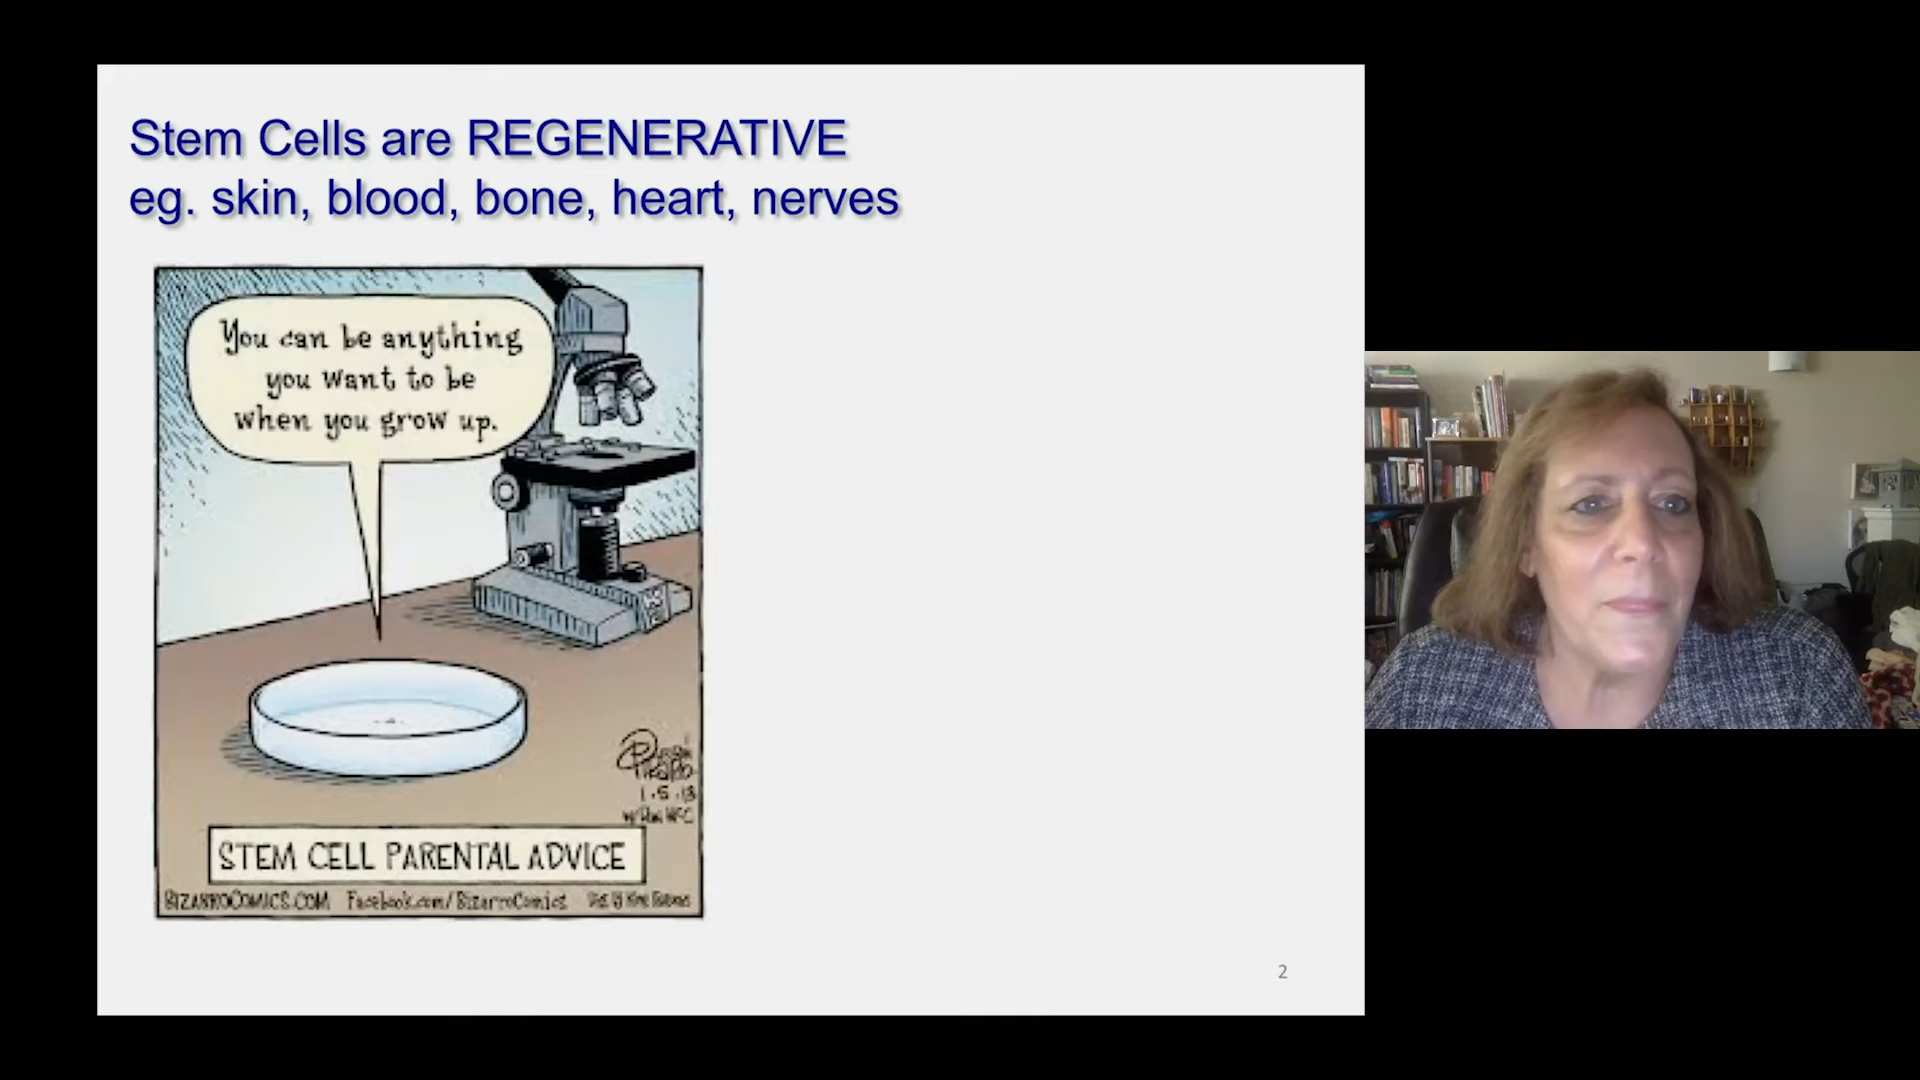 Stem Cells are REGENERATIVE
eg. skin, blood, bone, heart, nerves
You can be anything
you want to be
when you grow up.
1.5.13
STEM CELL PARENTAL ADVICE
BIZARROCOMICS.COM Facebook.com/BizarroComics
2